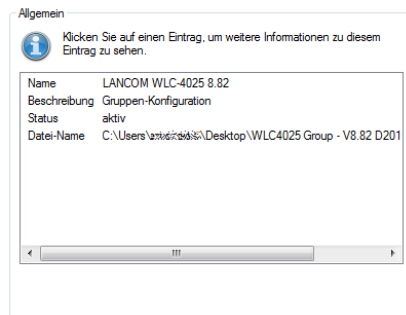 Allgemein
Klicken Sie auf einen Eintrag, um weitere Informationen zu diesem
Eintrag zu sehen.
Name LANCOM WLC-4025 8.82
Beschreibung Gruppen-Konfiguration
Status aktiv
Datei-Name C:\Users\ \Desktop\WLC4025 Group - V8.82 D201